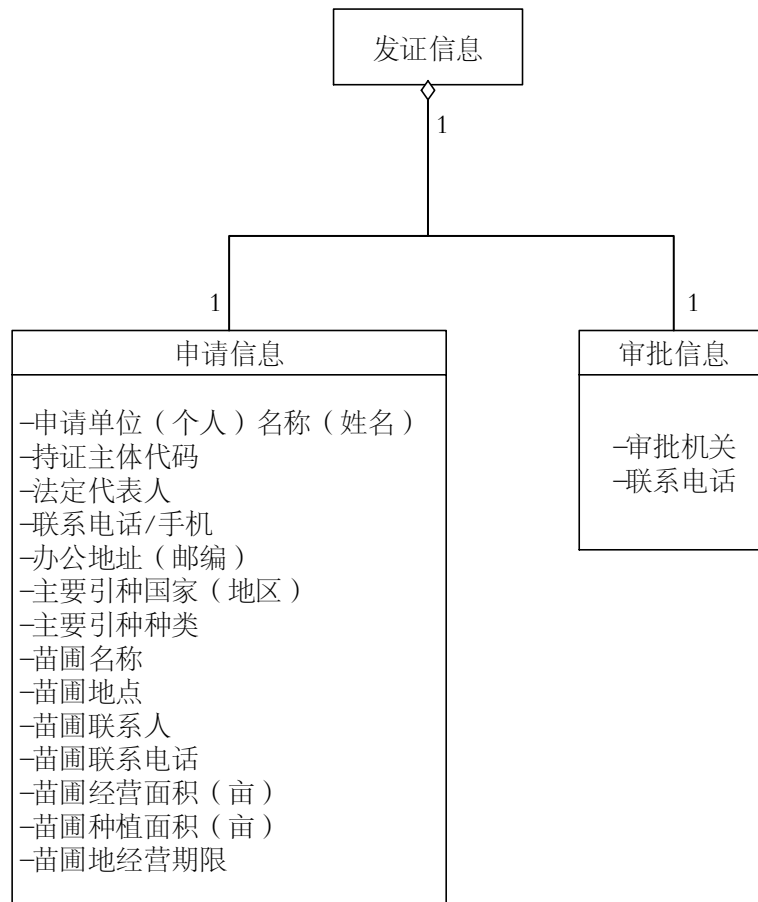 发证信息
1
1
1
申请信息
-申请单位（个人）名称（姓名）
-持证主体代码
-法定代表人
-联系电话/手机
-办公地址（邮编）
-主要引种国家（地区）
-主要引种种类
-苗圃名称
-苗圃地点
-苗圃联系人
-苗圃联系电话
-苗圃经营面积（亩）
-苗圃种植面积（亩）
-苗圃地经营期限
审批信息
-审批机关
-联系电话